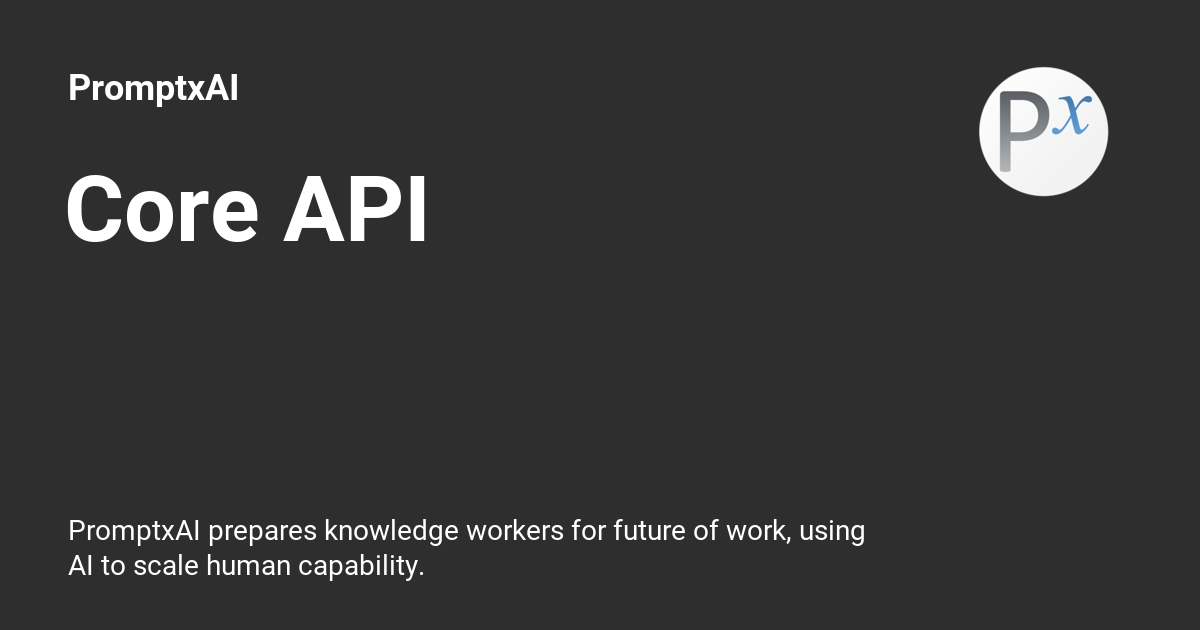 PromptxAI
Px
Core API
PromptxAI prepares knowledge workers for future of work, using
AI to scale human capability.